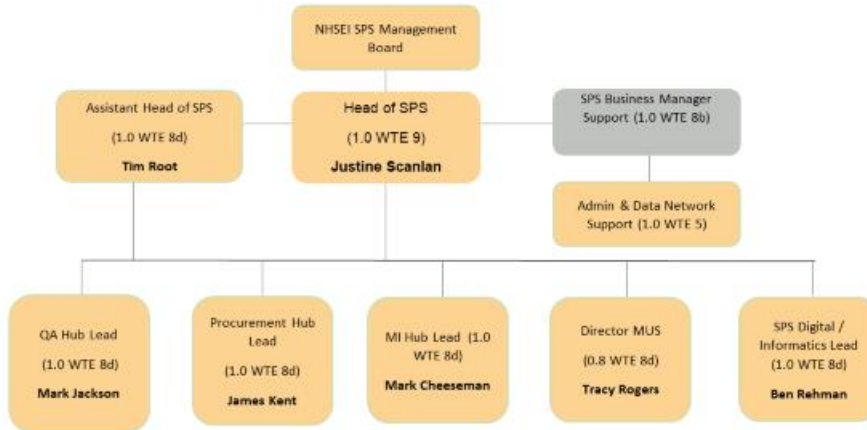 NHSEI SPS Management
Board
Assistant Head of SPS
(1.0 WTE 8d)
Tim Root
Head of SPS
(1.0 WTE 9)
Justine Scanlan
SPS Business Manager
Support (1.0 WTE 8b)
Admin & Data Network
Support (1.0 WTE 5)
QA Hub Lead
(1.0 WTE 8d)
Mark Jackson
Procurement Hub
Lead
(1.0 WTE 8d)
James Kent
MI Hub Lead (1.0
WTE 8d)
Mark Cheeseman
Director MUS
(0.8 WTE 8d)
Tracy Rogers
SPS Digital /
Informatics Lead
(1.0 WTE 8d)
Ben Rehman